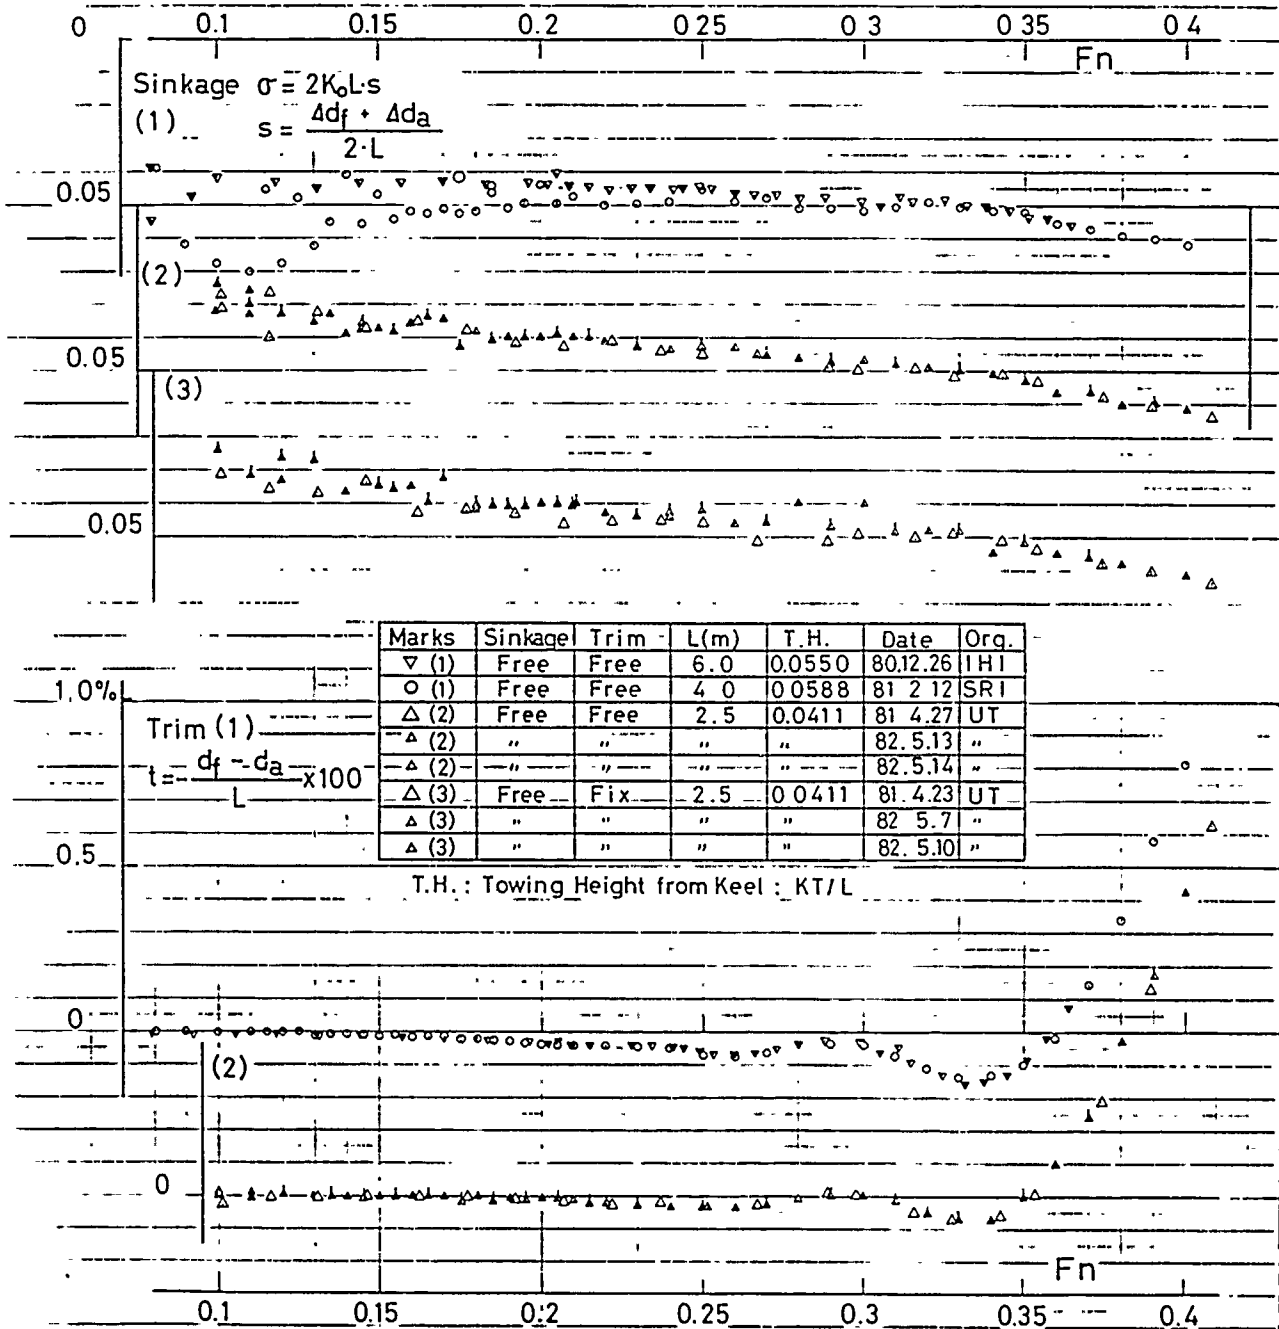 0 0.1 0.15 0.2 0 25 0 3 0 35 0 4
Fn
Sinkage σ = 2K₀L·s
(1) s = Δdf + Δda
2·L
0.05
(2)
0.05
(3)
0.05
Marks Sinkage Trim L(m) T.H. Date Org.
▽ (1) Free Free 6.0 0.0550 80.12.26 IHI
○ (1) Free Free 4 0 0.0588 81 2 12 SRI
△ (2) Free Free 2.5 0.0411 81 4.27 UT
△ (2) " " " " 82.5.13 "
△ (2) " " " " 82.5.14 "
△ (3) Free Fix 2.5 0 0411 81.4.23 UT
△ (3) " " " " 82 5.7 "
△ (3) " " " " 82.5.10 "
T.H. : Towing Height from Keel : KT/L
1.0%
Trim (1)
t = - df - da x100
L
0.5
0
(2)
0
Fn
0.1 0.15 0.2 0.25 0.3 0.35 0.4